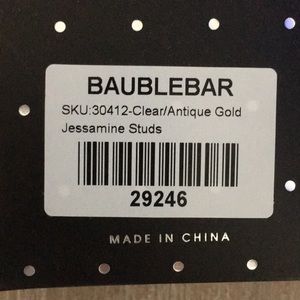 BAUBLEBAR
SKU:30412-Clear/Antique Gold
Jessamine Studs
29246
MADE IN CHINA